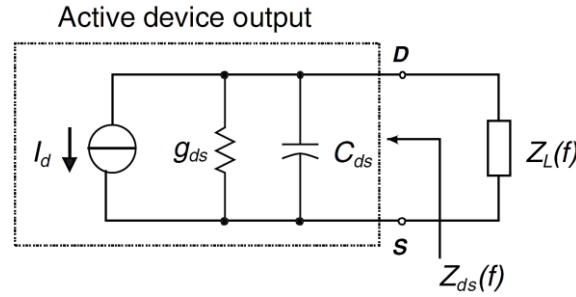 Active device output
D
I_d
g_ds
C_ds
Z_L(f)
S
Z_ds(f)